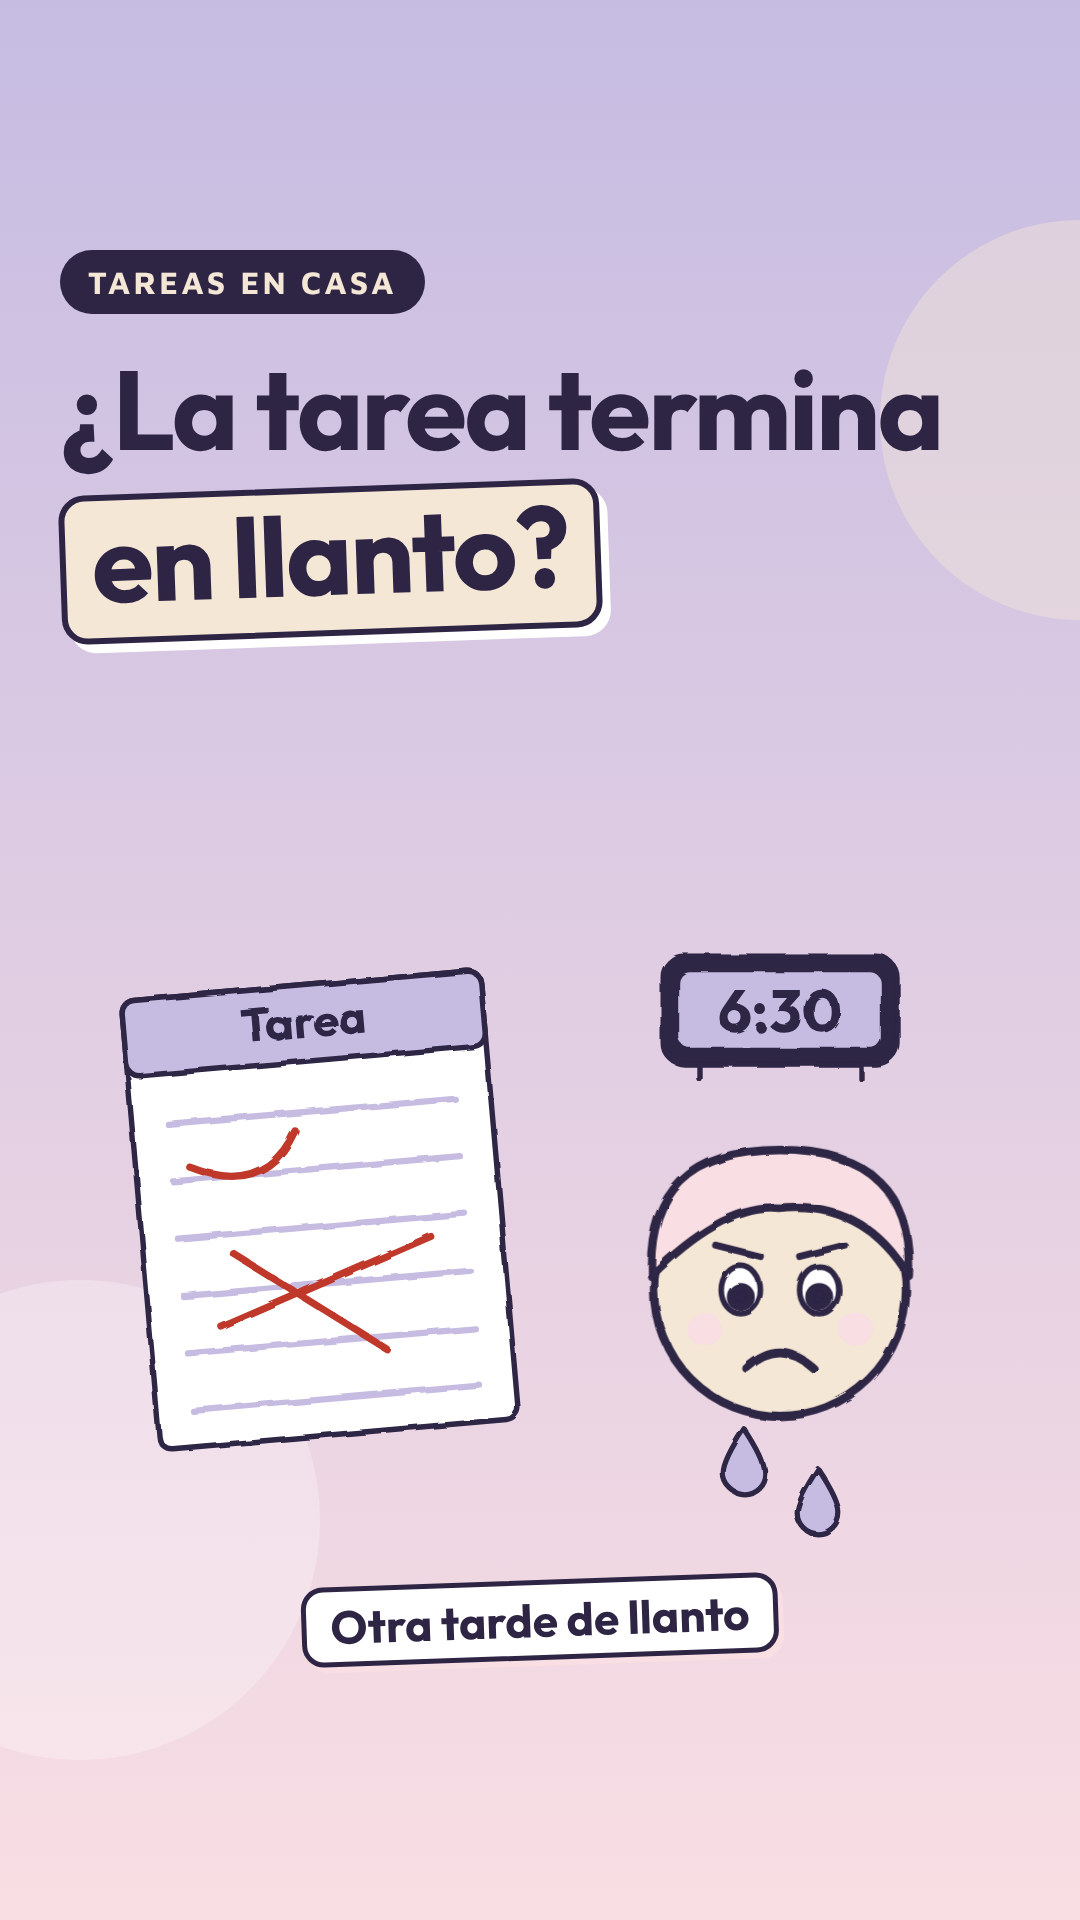 TAREAS EN CASA
¿La tarea termina
en llanto?
Tarea
6:30
Otra tarde de llanto